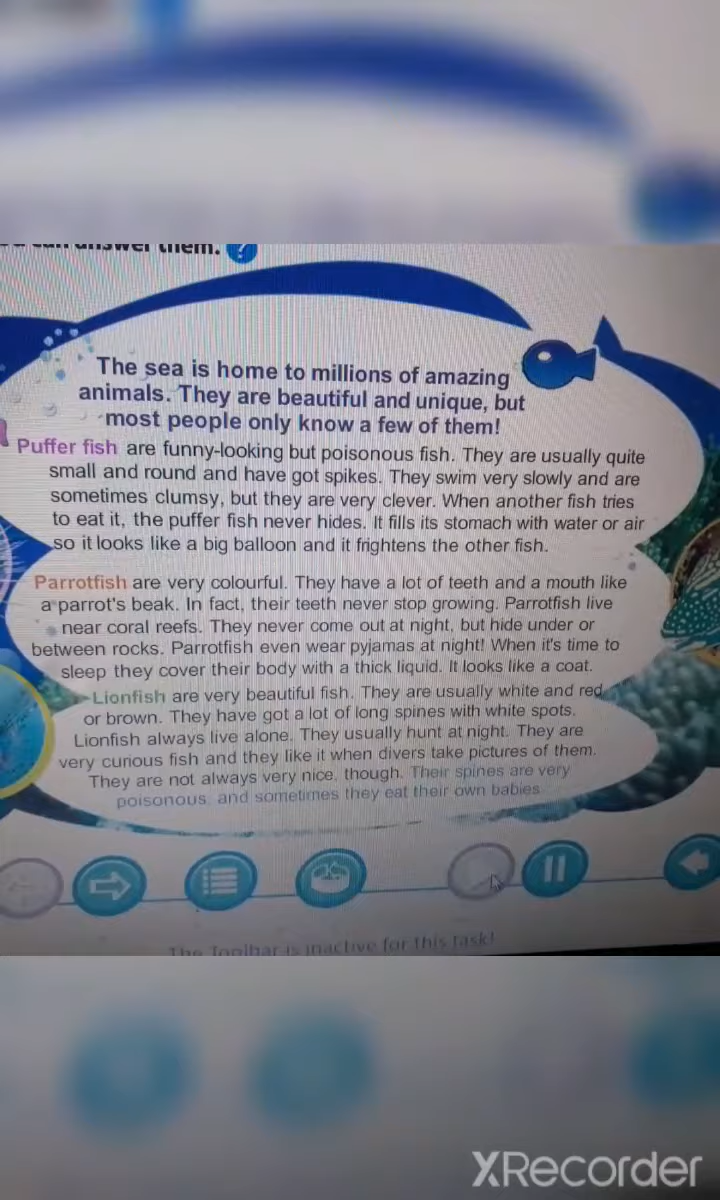 can answer them. ?
The sea is home to millions of amazing
animals. They are beautiful and unique, but
most people only know a few of them!
Puffer fish are funny-looking but poisonous fish. They are usually quite
small and round and have got spikes. They swim very slowly and are
sometimes clumsy, but they are very clever. When another fish tries
to eat it, the puffer fish never hides. It fills its stomach with water or air
so it looks like a big balloon and it frightens the other fish.
Parrotfish are very colourful. They have a lot of teeth and a mouth like
a parrot's beak. In fact, their teeth never stop growing. Parrotfish live
near coral reefs. They never come out at night, but hide under or
between rocks. Parrotfish even wear pyjamas at night! When it's time to
sleep they cover their body with a thick liquid. It looks like a coat.
Lionfish are very beautiful fish. They are usually white and red
or brown. They have got a lot of long spines with white spots.
Lionfish always live alone. They usually hunt at night. They are
very curious fish and they like it when divers take pictures of them.
They are not always very nice, though. Their spines are very
poisonous, and sometimes they eat their own babies.
The Toolbar is inactive for this task!
XRecorder